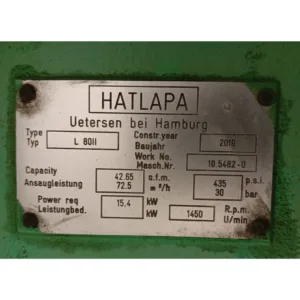 HATLAPA
Uetersen bei Hamburg
Type
Typ
L 80II
Constr.year
Baujahr
2018
Work No.
Masch.Nr.
10.5482-0
Capacity
Ansaugleistung
42.65 c.f.m.
72.5 m³/h
435 p.s.i.
30 bar
Power req
Leistungbed.
15,4 kW
kW
1450 R.p.m.
U/min